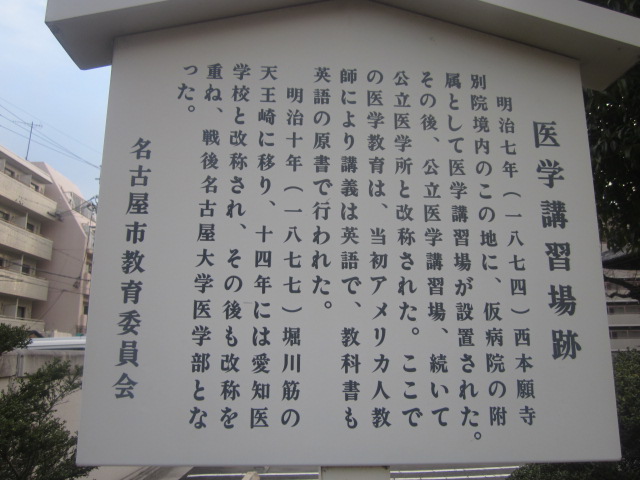 医学講習場跡
明治七年（一八七四）西本願寺
別院境内のこの地に、仮病院の附
属として医学講習場が設置された。
その後、公立医学講習場、続いて
公立医学所と改称された。ここで
の医学教育は、当初アメリカ人教
師により講義は英語で、教科書も
英語の原書で行われた。
明治十年（一八七七）堀川筋の
天王崎に移り、十四年には愛知医
学校と改称され、その後も改称を
重ね、戦後名古屋大学医学部とな
った。
名古屋市教育委員会